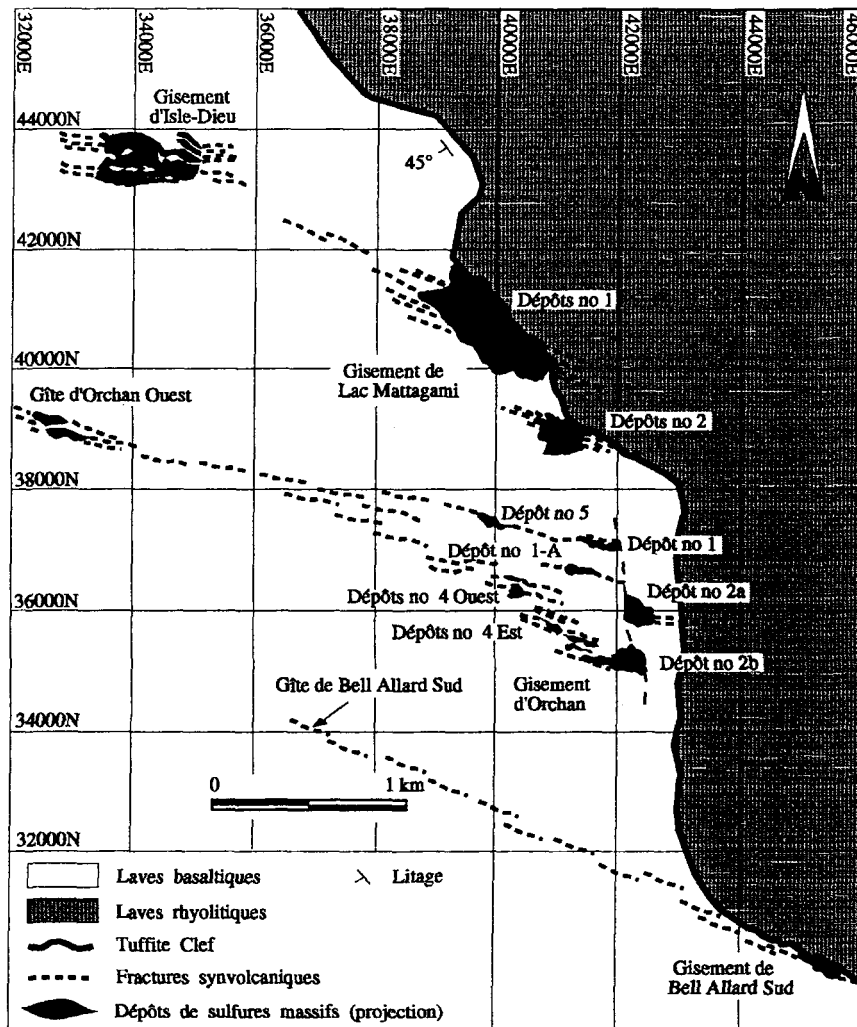 32000E
34000E
36000E
38000E
40000E
42000E
44000E
46000E
44000N
42000N
40000N
38000N
36000N
34000N
32000N
Gisement
d'Isle-Dieu
45°
Dépôts no 1
Gisement de
Lac Mattagami
Gîte d'Orchan Ouest
Dépôts no 2
Dépôt no 5
Dépôt no 1
Dépôt no 1-A
Dépôt no 2a
Dépôts no 4 Ouest
Dépôts no 4 Est
Dépôt no 2b
Gisement
d'Orchan
Gîte de Bell Allard Sud
0 1 km
Laves basaltiques
Litage
Laves rhyolitiques
Tuffite Clef
Fractures synvolcaniques
Dépôts de sulfures massifs (projection)
Gisement de
Bell Allard Sud